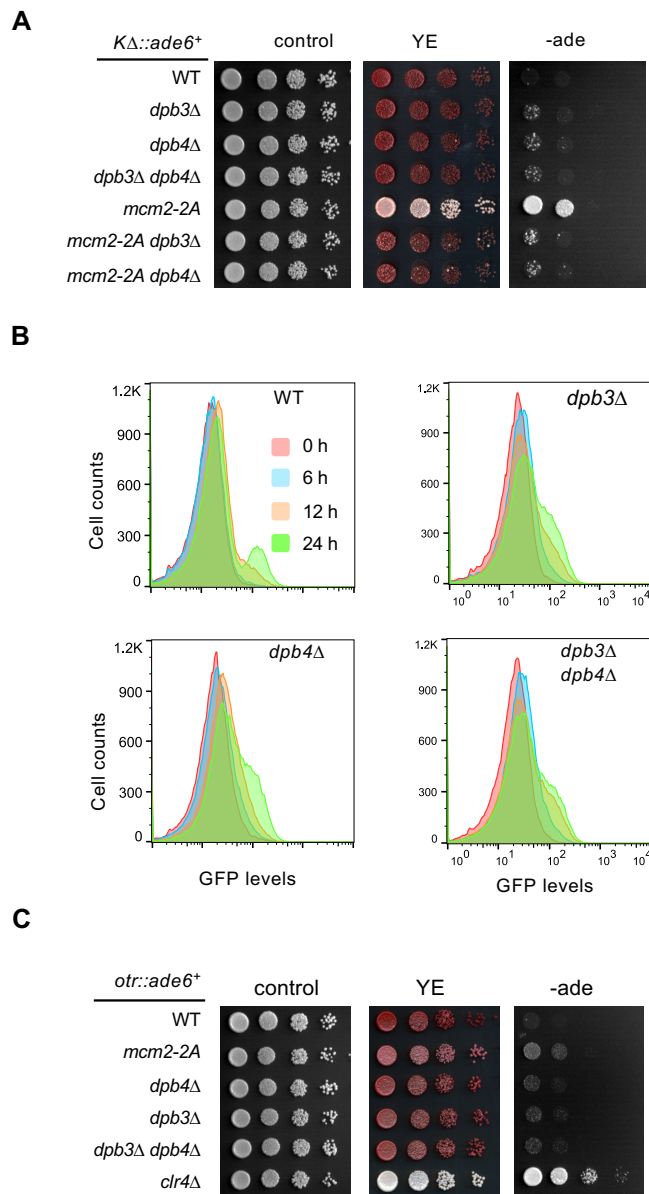 A
KΔ::ade6+ control YE -ade
WT
dpb3Δ
dpb4Δ
dpb3Δ dpb4Δ
mcm2-2A
mcm2-2A dpb3Δ
mcm2-2A dpb4Δ
B
1.2K
900
600
300
0
Cell counts
WT
0 h
6 h
12 h
24 h
1.2K
900
600
300
0
dpb3Δ
10^0 10^1 10^2 10^3 10^4
1.2K
900
600
300
0
Cell counts
dpb4Δ
GFP levels
1.2K
900
600
300
0
dpb3Δ
dpb4Δ
10^0 10^1 10^2 10^3 10^4
GFP levels
C
otr::ade6+ control YE -ade
WT
mcm2-2A
dpb4Δ
dpb3Δ
dpb3Δ dpb4Δ
clr4Δ